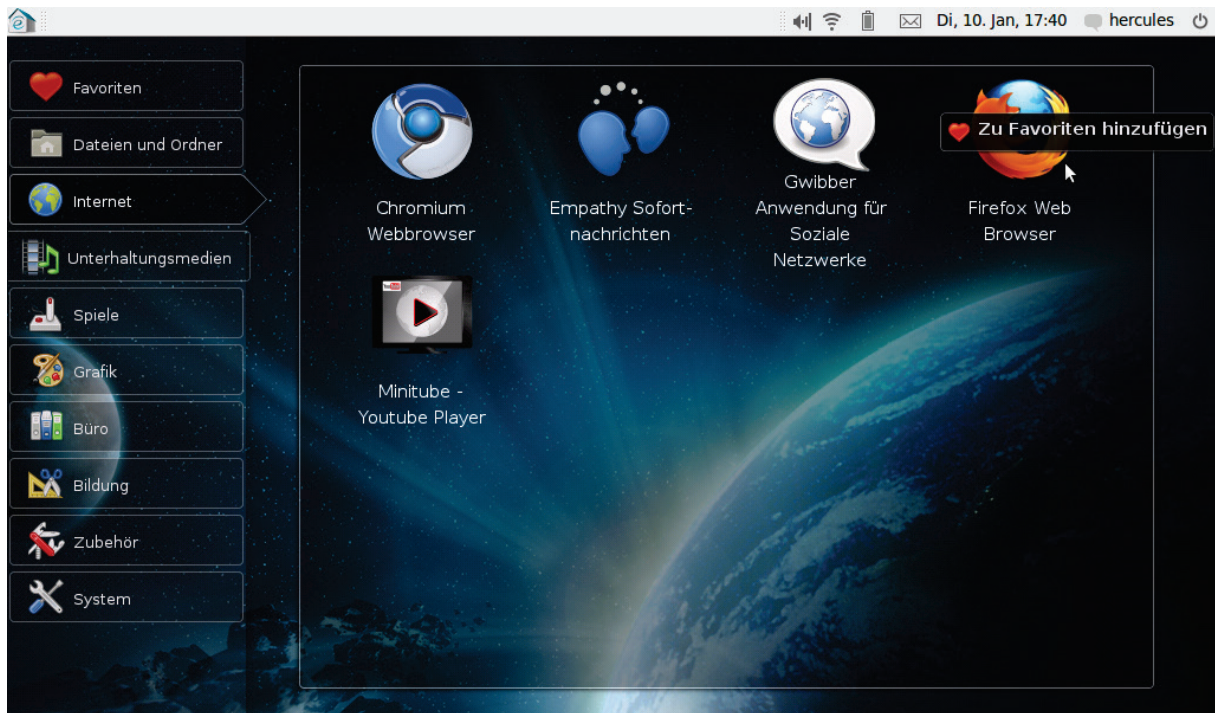 Di, 10. Jan, 17:40 hercules
Favoriten
Dateien und Ordner
Internet
Unterhaltungsmedien
Spiele
Grafik
Büro
Bildung
Zubehör
System
Chromium
Webbrowser
Empathy Sofort-
nachrichten
Gwibber
Anwendung für
Soziale
Netzwerke
Zu Favoriten hinzufügen
Firefox Web
Browser
Minitube -
Youtube Player